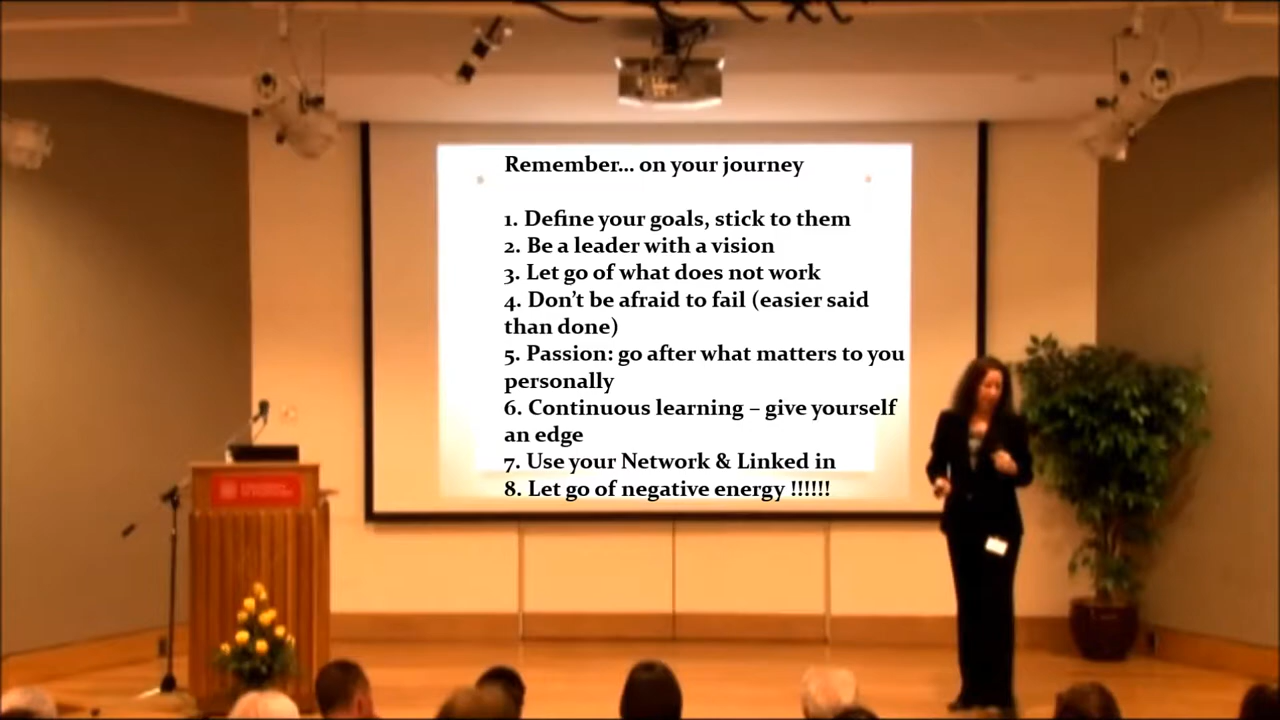 Remember... on your journey
1. Define your goals, stick to them
2. Be a leader with a vision
3. Let go of what does not work
4. Don't be afraid to fail (easier said
than done)
5. Passion: go after what matters to you
personally
6. Continuous learning – give yourself
an edge
7. Use your Network & Linked in
8. Let go of negative energy !!!!!!